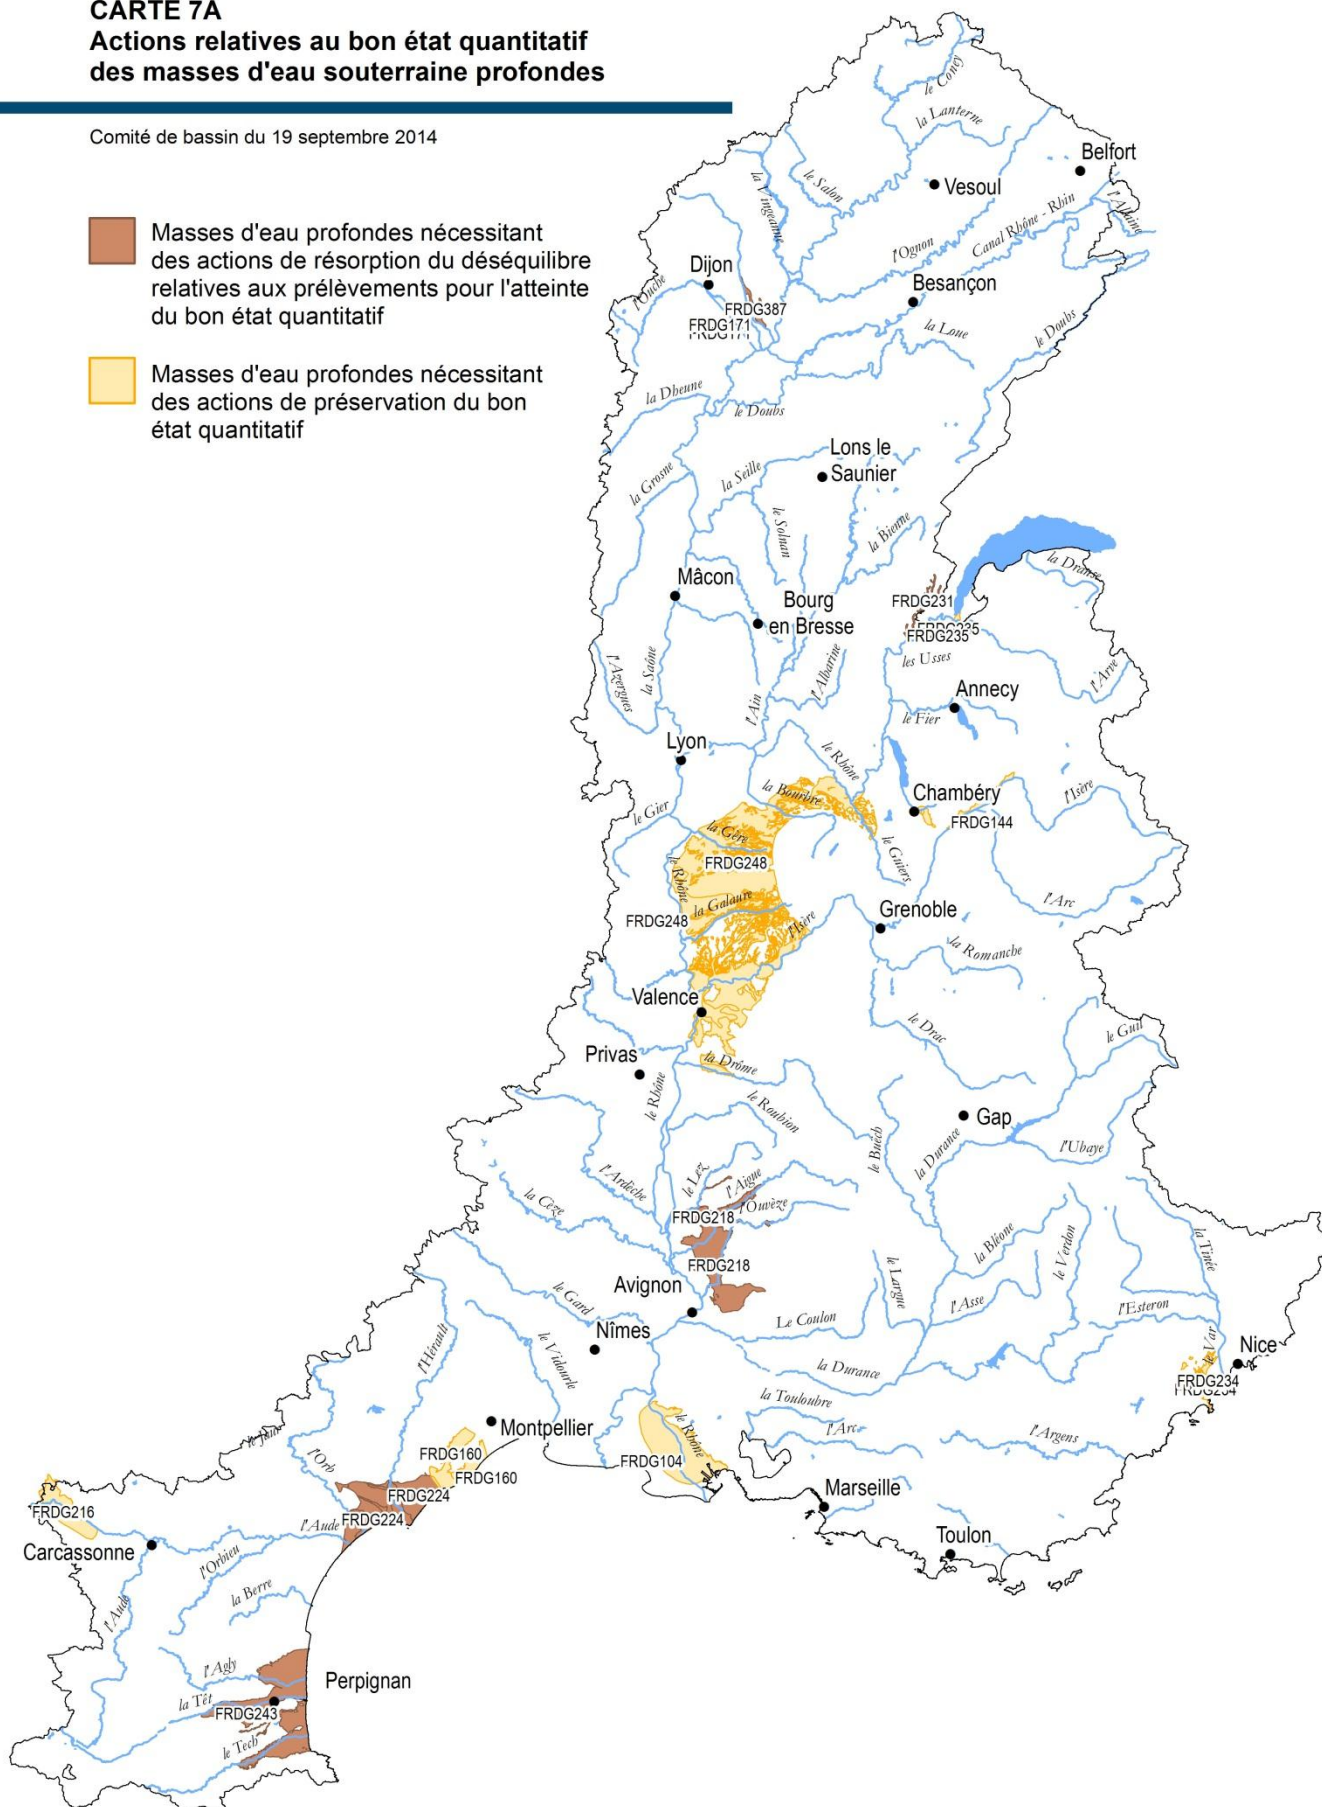 CARTE 7A
Actions relatives au bon état quantitatif
des masses d'eau souterraine profondes
Comité de bassin du 19 septembre 2014
Masses d'eau profondes nécessitant
des actions de résorption du déséquilibre
relatives aux prélèvements pour l'atteinte
du bon état quantitatif
Masses d'eau profondes nécessitant
des actions de préservation du bon
état quantitatif
le Coney
la Lanterne
Belfort
le Salon
Vesoul
la Vingeanne
l'Allaine
Canal Rhône - Rhin
l'Ognon
Dijon
Besançon
l'Ouche
FRDG387
FRDG171
FRDG171
la Loue
le Doubs
la Dheune
le Doubs
Lons le
Saunier
la Grosne
la Seille
le Solnan
la Bienne
la Dranse
Mâcon
Bourg
en Bresse
FRDG231
FRDG235
FRDG235
les Usses
l'Azergues
la Saône
l'Albarine
l'Arve
Annecy
l'Ain
le Fier
Lyon
le Rhône
la Bourbre
Chambéry
l'Isère
le Gier
FRDG144
la Gère
FRDG248
le Guiers
le Rhône
la Galaure
l'Arc
FRDG248
Grenoble
l'Isère
la Romanche
Valence
le Drac
le Guil
Privas
la Drôme
le Rhône
le Roubion
Gap
le Buëch
la Durance
l'Ubaye
l'Ardèche
le Lez
l'Aigue
la Cèze
l'Ouvèze
FRDG218
la Bléone
le Verdon
la Tinée
FRDG218
Avignon
le Largue
le Gard
l'Asse
l'Esteron
Le Coulon
Nîmes
l'Hérault
le Vidourle
le Var
Nice
la Durance
FRDG234
FRDG234
la Touloubre
Montpellier
le Rhône
l'Arc
l'Argens
le Jaur
l'Orb
FRDG160
FRDG104
FRDG160
Marseille
FRDG224
FRDG216
FRDG224
l'Aude
Toulon
Carcassonne
l'Orbieu
la Berre
l'Aude
l'Agly
Perpignan
la Têt
FRDG243
le Tech